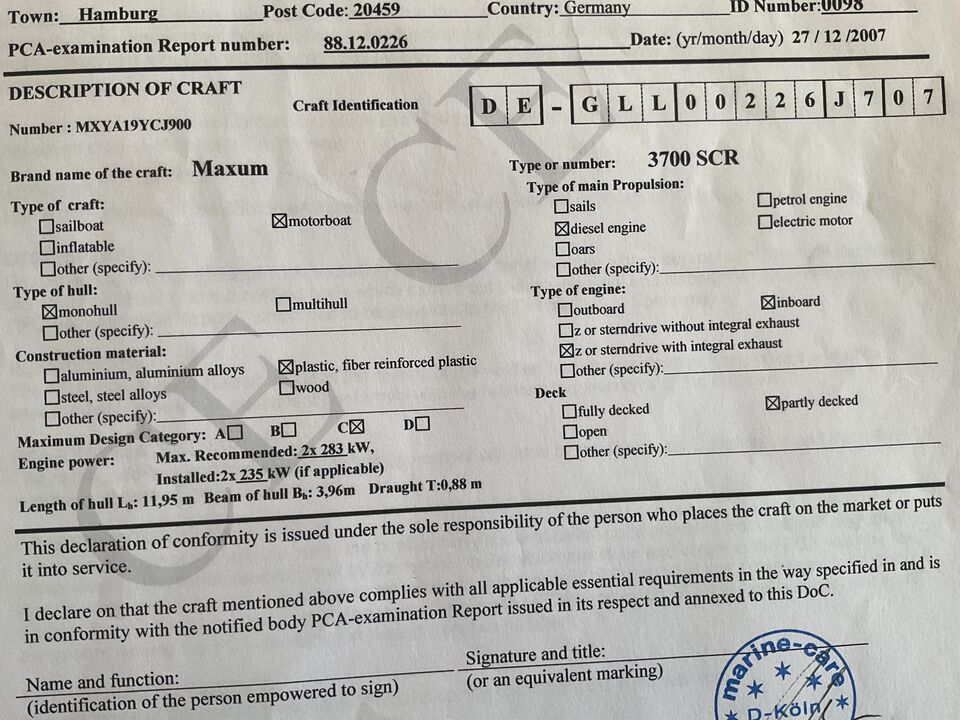 Town: Hamburg Post Code: 20459 Country: Germany ID Number:0098
PCA-examination Report number: 88.12.0226 Date: (yr/month/day) 27 / 12 /2007
DESCRIPTION OF CRAFT
Craft Identification DE-GLL00226J707
Number : MXYA19YCJ900
Brand name of the craft: Maxum
Type or number: 3700 SCR
Type of craft:
☐sailboat ☒motorboat
☐inflatable
☐other (specify):
Type of main Propulsion:
☐sails ☐petrol engine
☒diesel engine ☐electric motor
☐oars
☐other (specify):
Type of hull:
☒monohull ☐multihull
☐other (specify):
Type of engine:
☐outboard ☒inboard
☐z or sterndrive without integral exhaust
☒z or sterndrive with integral exhaust
☐other (specify):
Construction material:
☐aluminium, aluminium alloys ☒plastic, fiber reinforced plastic
☐steel, steel alloys ☐wood
☐other (specify):
Deck
☐fully decked ☒partly decked
☐open
☐other (specify):
Maximum Design Category: A☐ B☐ C☒ D☐
Engine power: Max. Recommended: 2x 283 kW,
Installed:2x 235 kW (if applicable)
Length of hull Lh: 11,95 m Beam of hull Bh: 3,96m Draught T:0,88 m
This declaration of conformity is issued under the sole responsibility of the person who places the craft on the market or puts
it into service.
I declare on that the craft mentioned above complies with all applicable essential requirements in the way specified in and is
in conformity with the notified body PCA-examination Report issued in its respect and annexed to this DoC.
Name and function:
(identification of the person empowered to sign)
Signature and title:
(or an equivalent marking)
marine-care
D-Köln
CE CE